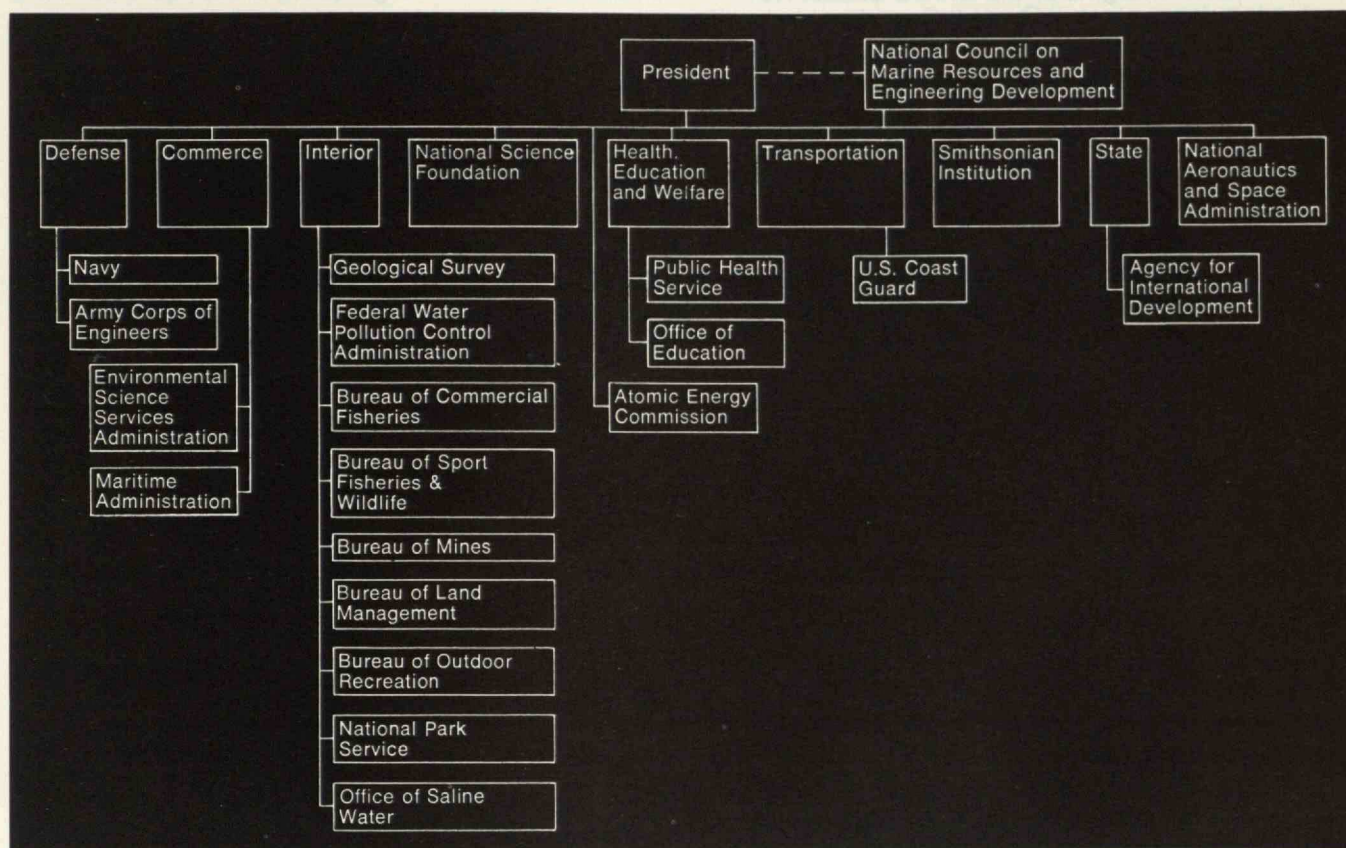 President
National Council on
Marine Resources and
Engineering Development
Defense
Commerce
Interior
National Science
Foundation
Health,
Education
and Welfare
Transportation
Smithsonian
Institution
State
National
Aeronautics
and Space
Administration
Navy
Army Corps of
Engineers
Environmental
Science
Services
Administration
Maritime
Administration
Geological Survey
Federal Water
Pollution Control
Administration
Bureau of Commercial
Fisheries
Bureau of Sport
Fisheries &
Wildlife
Bureau of Mines
Bureau of Land
Management
Bureau of Outdoor
Recreation
National Park
Service
Office of Saline
Water
Public Health
Service
Office of
Education
Atomic Energy
Commission
U.S. Coast
Guard
Agency for
International
Development